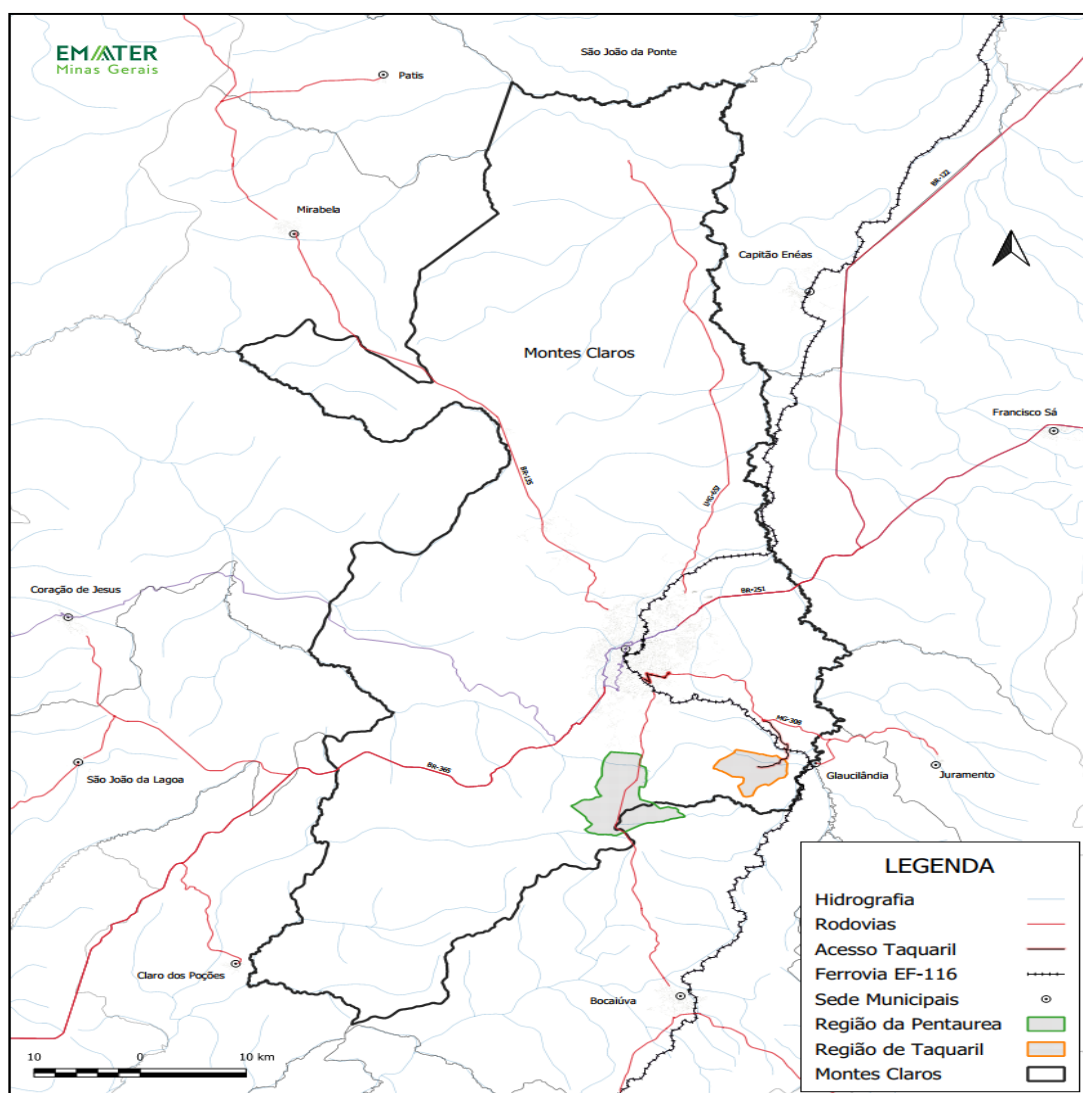 EMATER
Minas Gerais
São João da Ponte
Patis
BR-122
Mirabela
Capitão Enéas
Montes Claros
Francisco Sá
BR-135
MG-651
BR-251
Coração de Jesus
MG-308
São João da Lagoa
BR-365
Glaucilândia
Juramento
Claro dos Poções
Bocaiúva
LEGENDA
Hidrografia
Rodovias
Acesso Taquaril
Ferrovia EF-116
Sede Municipais
Região da Pentaurea
Região de Taquaril
Montes Claros
10 0 10 km